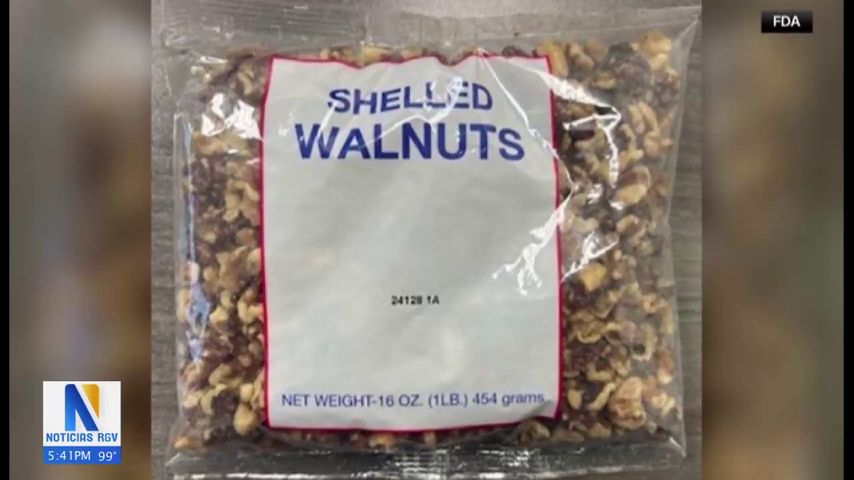 FDA
SHELLED
WALNUTS
24128 1A
NET WEIGHT-16 OZ. (1LB.) 454 grams
N
NOTICIAS RGV
5:41PM 99°